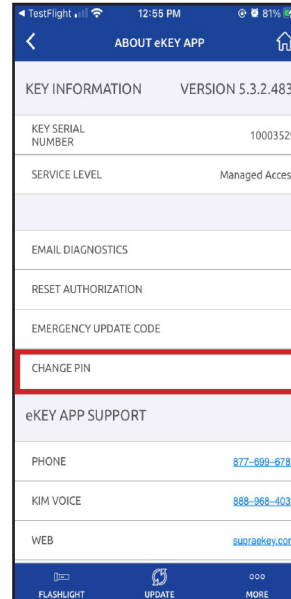 TestFlight 12:55 PM 81%
ABOUT eKEY APP
KEY INFORMATION VERSION 5.3.2.483
KEY SERIAL
NUMBER
1000352
SERVICE LEVEL Managed Acces
EMAIL DIAGNOSTICS
RESET AUTHORIZATION
EMERGENCY UPDATE CODE
CHANGE PIN
eKEY APP SUPPORT
PHONE 877–699–678
KIM VOICE 888–968–403
WEB supraekey.com
FLASHLIGHT UPDATE MORE